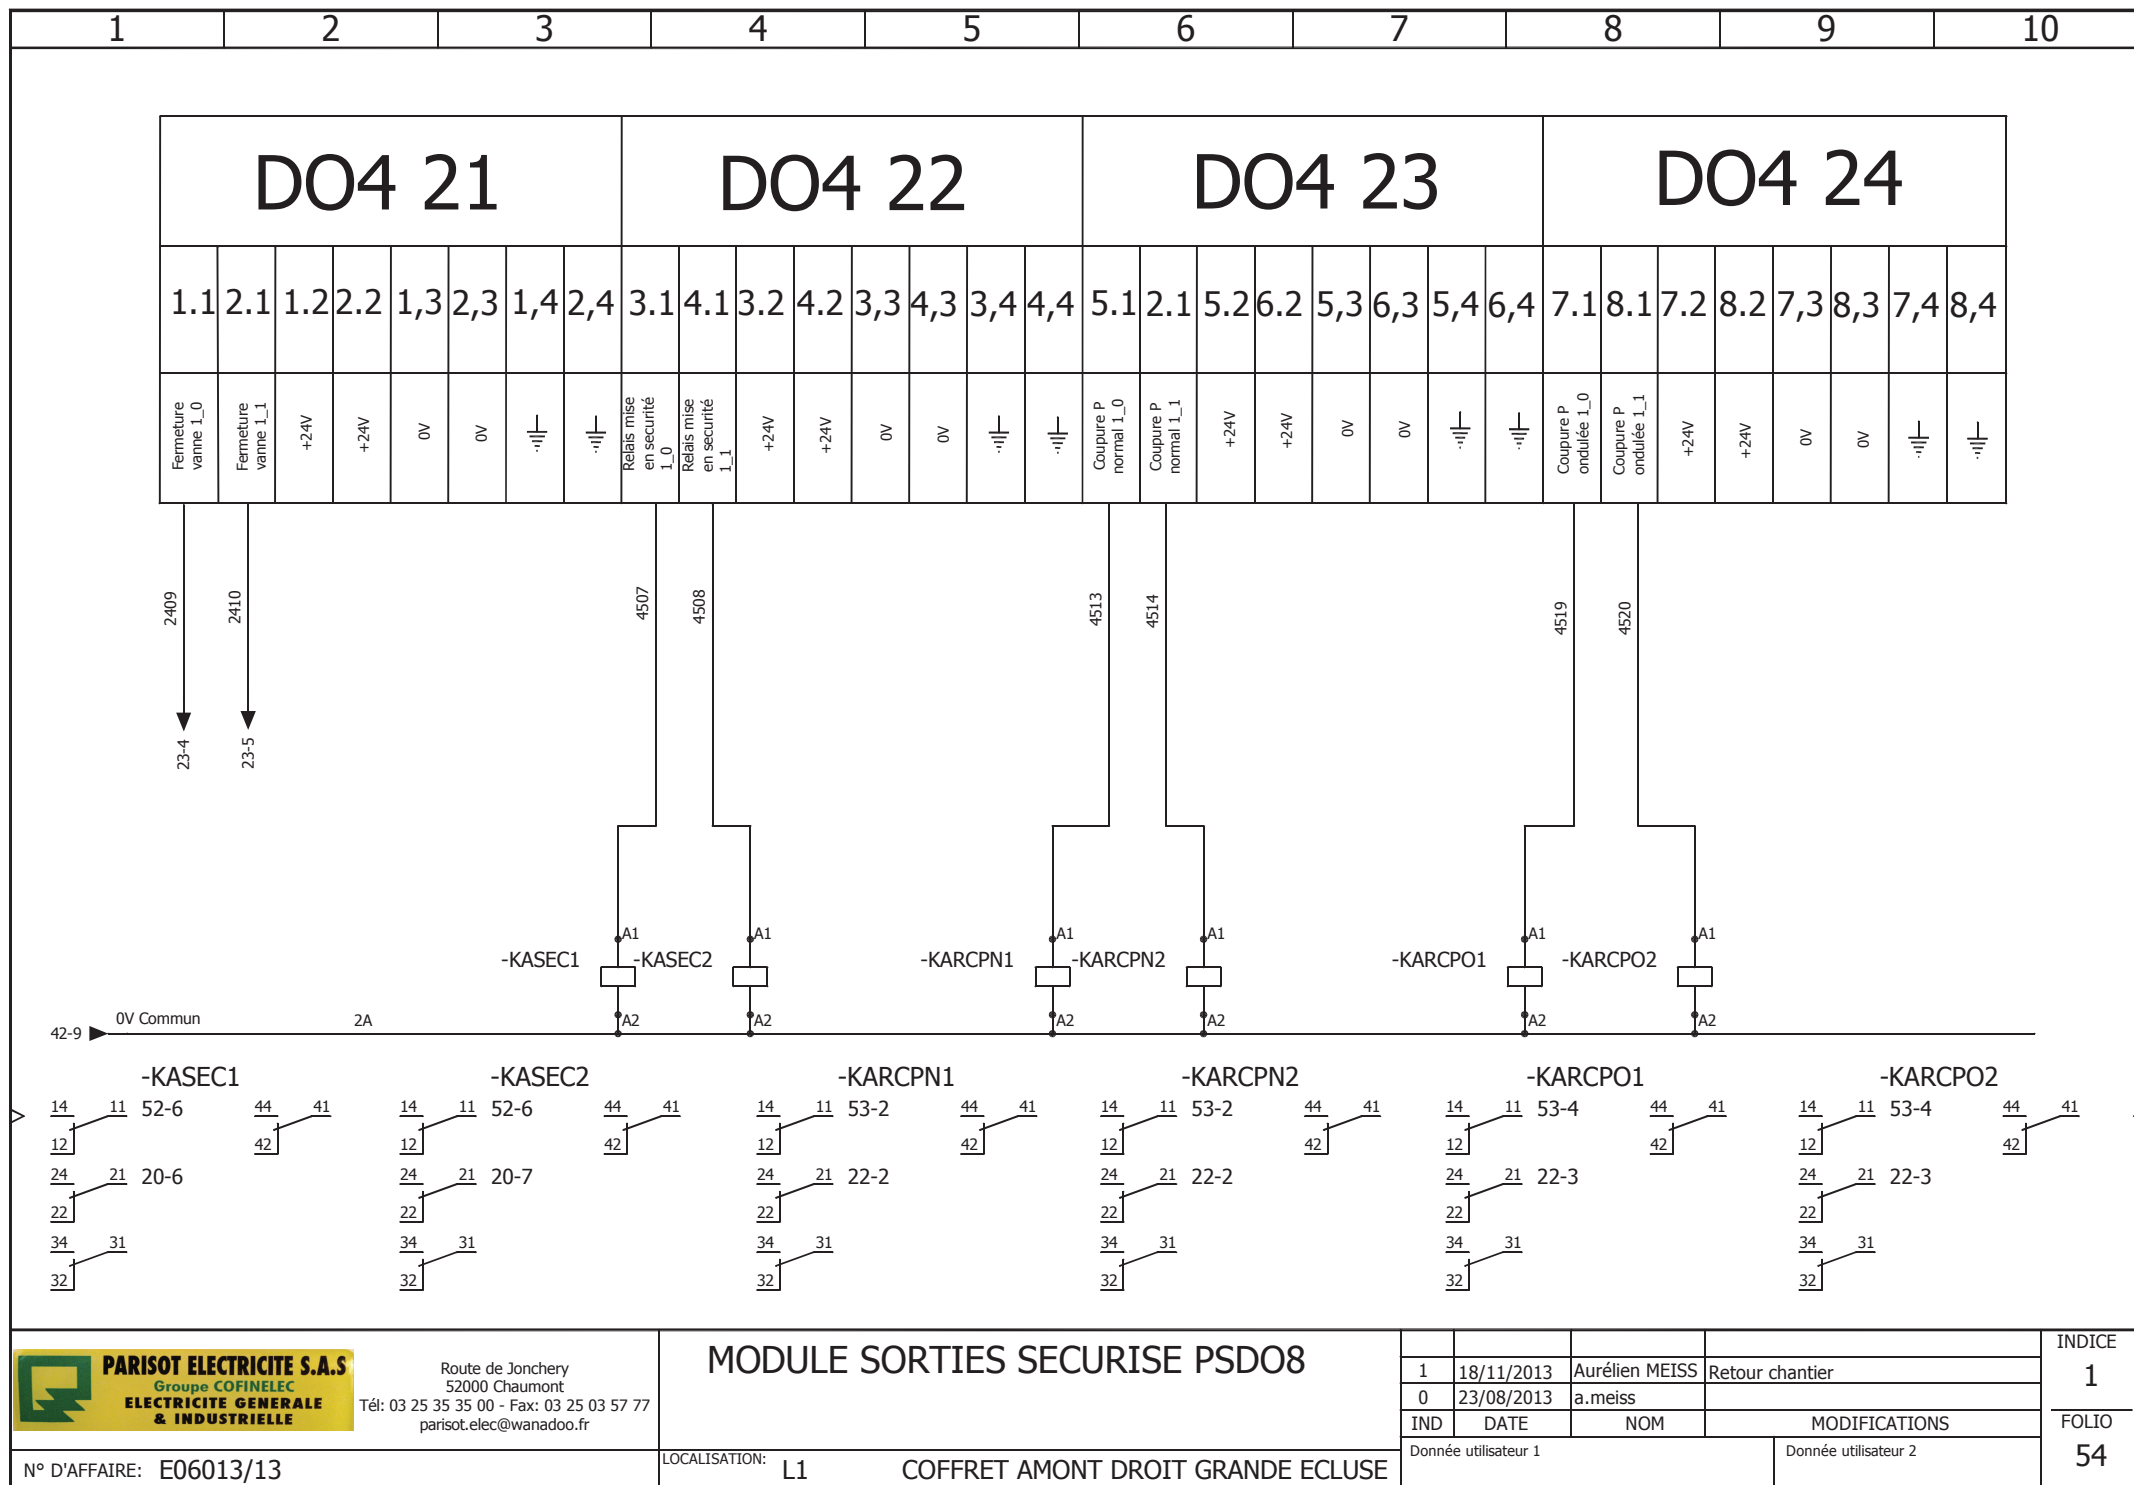 1 2 3 4 5 6 7 8 9 10
DO4 21 DO4 22 DO4 23 DO4 24
1.1 2.1 1.2 2.2 1,3 2,3 1,4 2,4 3.1 4.1 3.2 4.2 3,3 4,3 3,4 4,4 5.1 2.1 5.2 6.2 5,3 6,3 5,4 6,4 7.1 8.1 7.2 8.2 7,3 8,3 7,4 8,4
Fermeture
vanne 1_0
Fermeture
vanne 1_1
+24V
+24V
0V
0V
Relais mise
en securité
1_0
Relais mise
en securité
1_1
+24V
+24V
0V
0V
Coupure P
normal 1_0
Coupure P
normal 1_1
+24V
+24V
0V
0V
Coupure P
ondulée 1_0
Coupure P
ondulée 1_1
+24V
+24V
0V
0V
2409 2410 4507 4508 4513 4514 4519 4520
23-4 23-5
A1 A1 A1 A1 A1 A1
-KASEC1 -KASEC2 -KARCPN1 -KARCPN2 -KARCPO1 -KARCPO2
A2 A2 A2 A2 A2 A2
42-9 0V Commun 2A
-KASEC1 -KASEC2 -KARCPN1 -KARCPN2 -KARCPO1 -KARCPO2
14 11 52-6 44 41 14 11 52-6 44 41 14 11 53-2 44 41 14 11 53-2 44 41 14 11 53-4 44 41 14 11 53-4 44 41
12 42 12 42 12 42 12 42 12 42 12 42
24 21 20-6 24 21 20-7 24 21 22-2 24 21 22-2 24 21 22-3 24 21 22-3
22 22 22 22 22 22
34 31 34 31 34 31 34 31 34 31 34 31
32 32 32 32 32 32
PARISOT ELECTRICITE S.A.S
Groupe COFINELEC
ELECTRICITE GENERALE
& INDUSTRIELLE
Route de Jonchery
52000 Chaumont
Tél: 03 25 35 35 00 - Fax: 03 25 03 57 77
parisot.elec@wanadoo.fr
N° D'AFFAIRE: E06013/13
MODULE SORTIES SECURISE PSDO8
LOCALISATION: L1 COFFRET AMONT DROIT GRANDE ECLUSE
1 18/11/2013 Aurélien MEISS Retour chantier
0 23/08/2013 a.meiss
IND DATE NOM MODIFICATIONS
Donnée utilisateur 1 Donnée utilisateur 2
INDICE
1
FOLIO
54